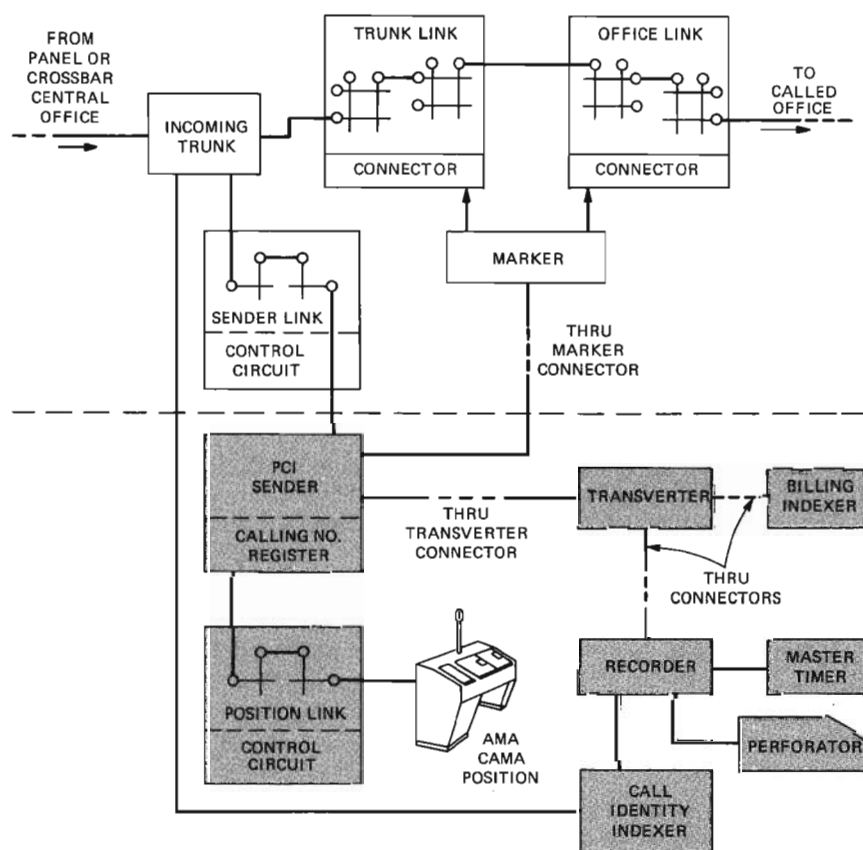 FROM
PANEL OR
CROSSBAR
CENTRAL
OFFICE
INCOMING
TRUNK
TRUNK LINK
CONNECTOR
OFFICE LINK
CONNECTOR
TO
CALLED
OFFICE
MARKER
SENDER LINK
CONTROL
CIRCUIT
THRU
MARKER
CONNECTOR
PCI
SENDER
CALLING NO.
REGISTER
THRU
TRANSVERTER
CONNECTOR
TRANSVERTER
BILLING
INDEXER
THRU
CONNECTORS
POSITION LINK
CONTROL
CIRCUIT
AMA
CAMA
POSITION
RECORDER
MASTER
TIMER
PERFORATOR
CALL
IDENTITY
INDEXER